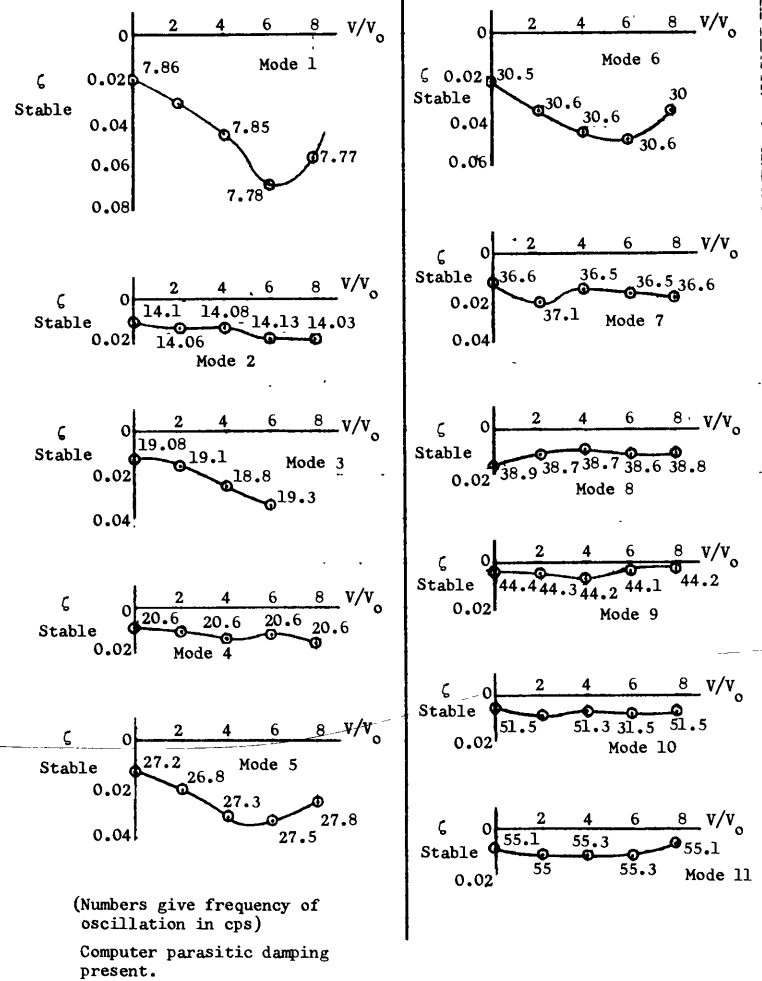 0 2 4 6 8 V/Vo
Mode 1
ζ 0.02 7.86
Stable
0.04 7.85
0.06 7.77
7.78
0.08
0 2 4 6 8 V/Vo
ζ
Stable 14.1 14.08 14.13 14.03
0.02 14.06
Mode 2
0 2 4 6 8 V/Vo
ζ 19.08
Stable 19.1 Mode 3
0.02 18.8
19.3
0.04
0 2 4 6 8 V/Vo
ζ
Stable 20.6 20.6 20.6 20.6
0.02 Mode 4
0 2 4 6 8 V/Vo
ζ
Stable 27.2 Mode 5
0.02 26.8
27.3
27.8
0.04 27.5
(Numbers give frequency of
oscillation in cps)
Computer parasitic damping
present.
0 2 4 6 8 V/Vo
Mode 6
ζ 0.02 30.5 30
Stable 30.6
0.04 30.6
30.6
0.06
0 2 4 6 8 V/Vo
ζ
Stable 36.6 36.5 36.5 36.6
0.02 37.1 Mode 7
0.04
0 2 4 6 8 V/Vo
ζ
Stable
0.02 38.9 38.7 38.7 38.6 38.8
Mode 8
0 2 4 6 8 V/Vo
ζ
Stable 44.4 44.3 44.2 44.1 44.2
0.02 Mode 9
0 2 4 6 8 V/Vo
ζ
Stable 51.5 51.3 31.5 51.5
0.02 Mode 10
0 2 4 6 8 V/Vo
ζ
Stable 55.1 55 55.3 55.3 55.1
0.02 Mode 11